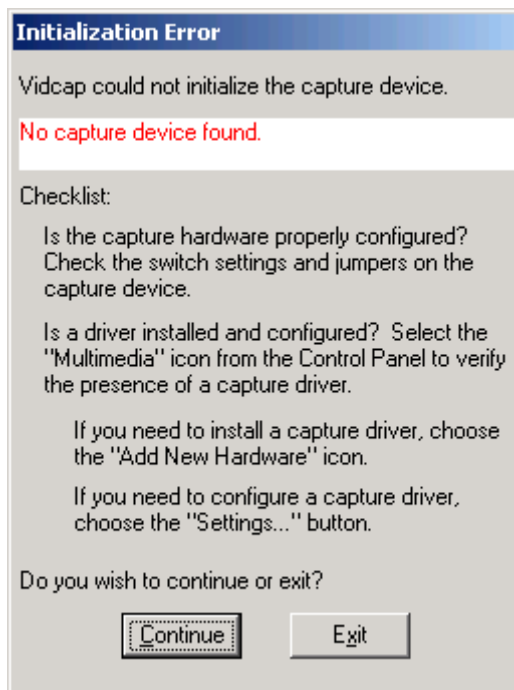 Initialization Error
Vidcap could not initialize the capture device.
No capture device found.
Checklist:
Is the capture hardware properly configured?
Check the switch settings and jumpers on the
capture device.
Is a driver installed and configured?  Select the
"Multimedia" icon from the Control Panel to verify
the presence of a capture driver.
If you need to install a capture driver, choose
the "Add New Hardware" icon.
If you need to configure a capture driver,
choose the "Settings..." button.
Do you wish to continue or exit?
Continue
Exit